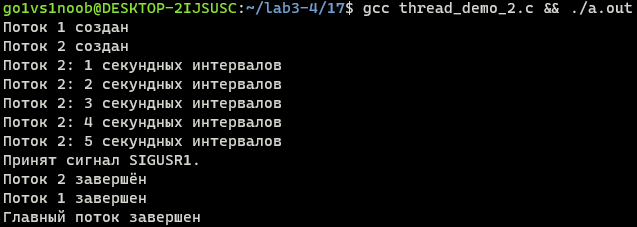 go1vs1noob@DESKTOP-2IJSUSC:~/lab3-4/17$ gcc thread_demo_2.c && ./a.out
Поток 1 создан
Поток 2 создан
Поток 2: 1 секундных интервалов
Поток 2: 2 секундных интервалов
Поток 2: 3 секундных интервалов
Поток 2: 4 секундных интервалов
Поток 2: 5 секундных интервалов
Принят сигнал SIGUSR1.
Поток 2 завершён
Поток 1 завершен
Главный поток завершен